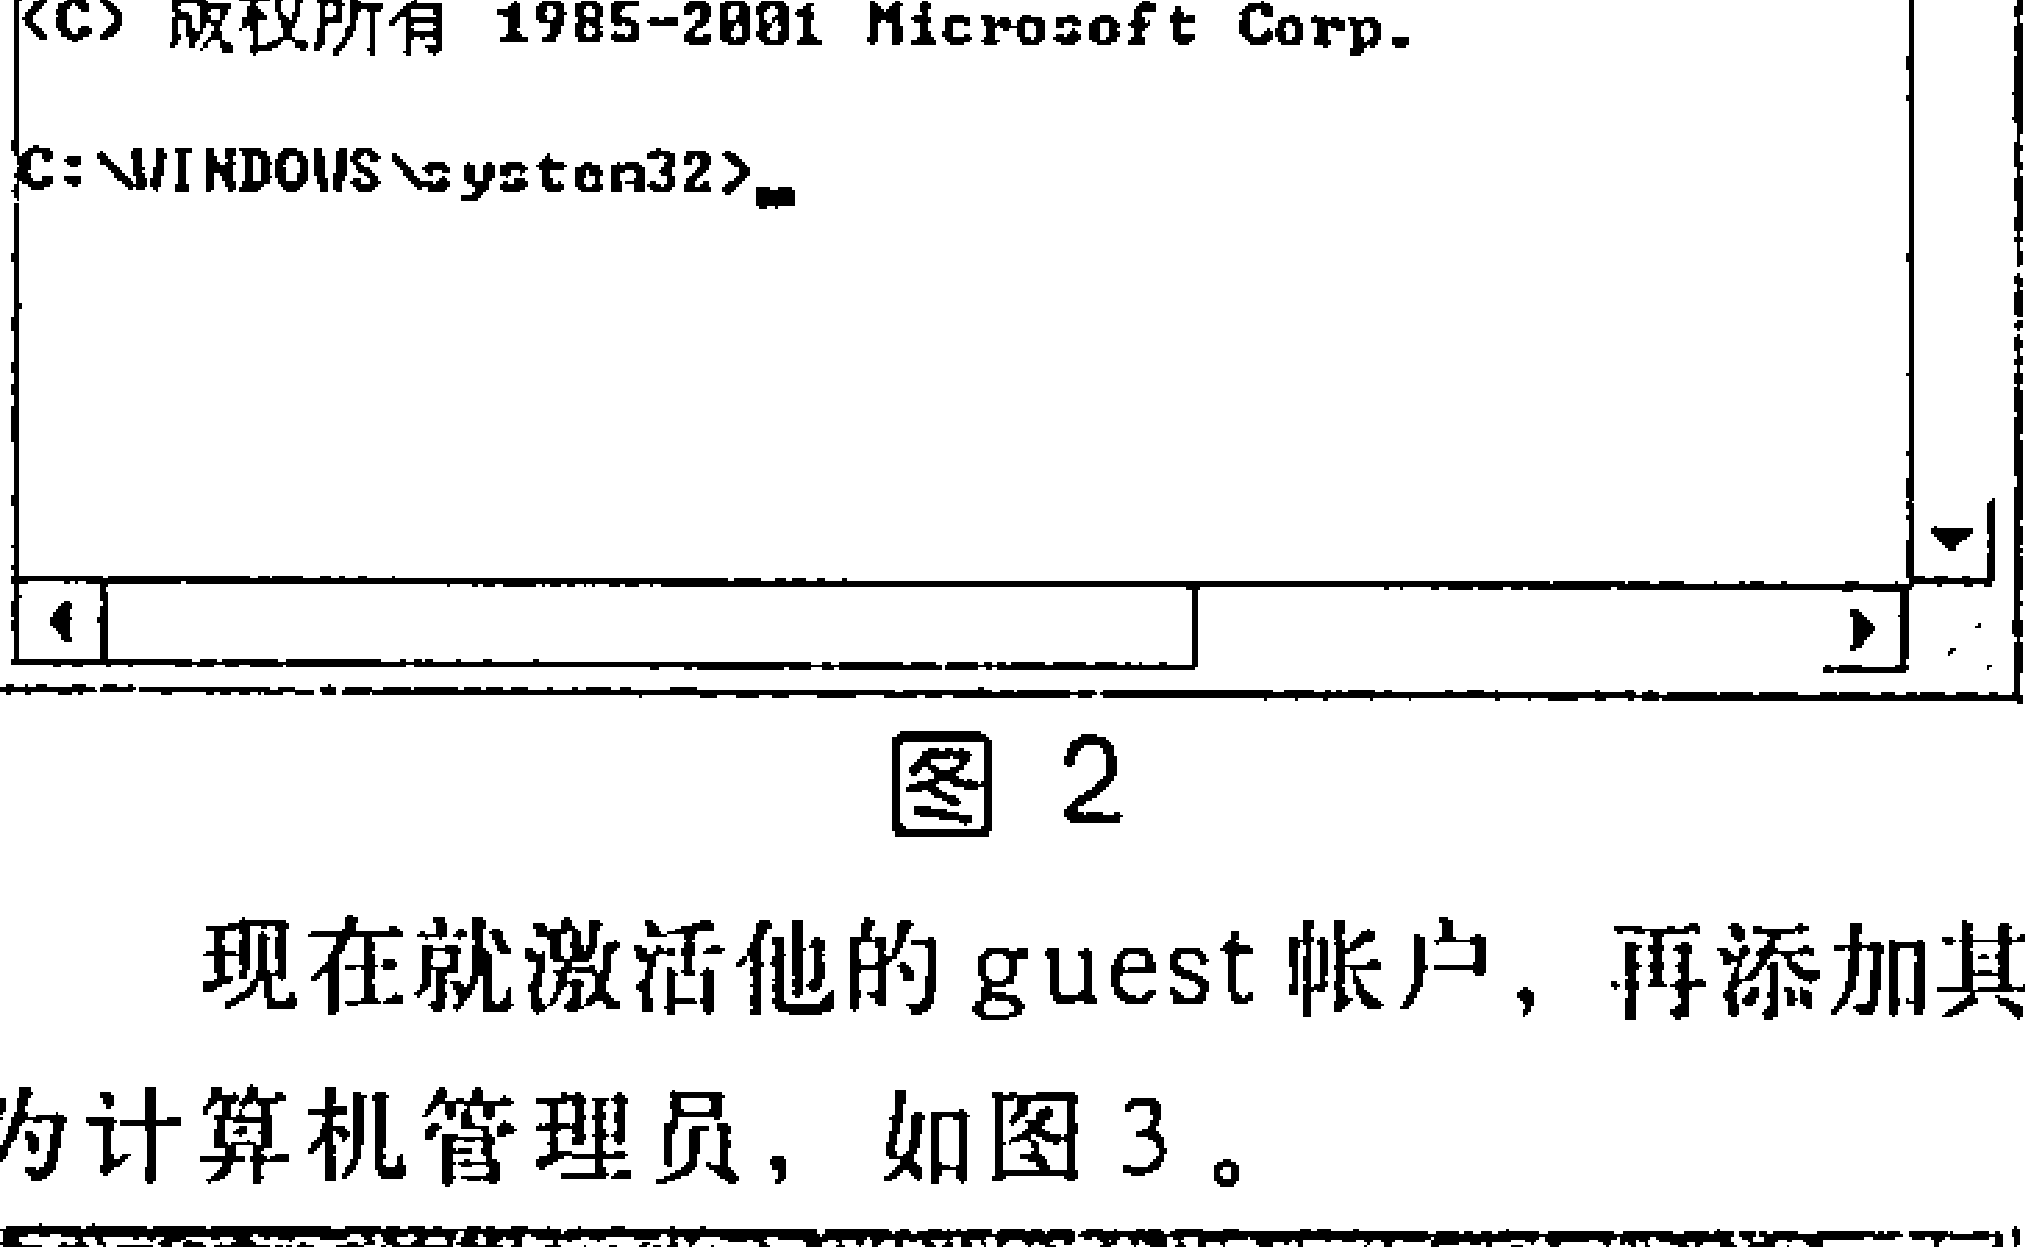 (C) 版权所有 1985-2001 Microsoft Corp.
C:\WINDOWS\system32>_
图 2
现在就激活他的 guest 帐户，再添加其
为计算机管理员，如图 3 。